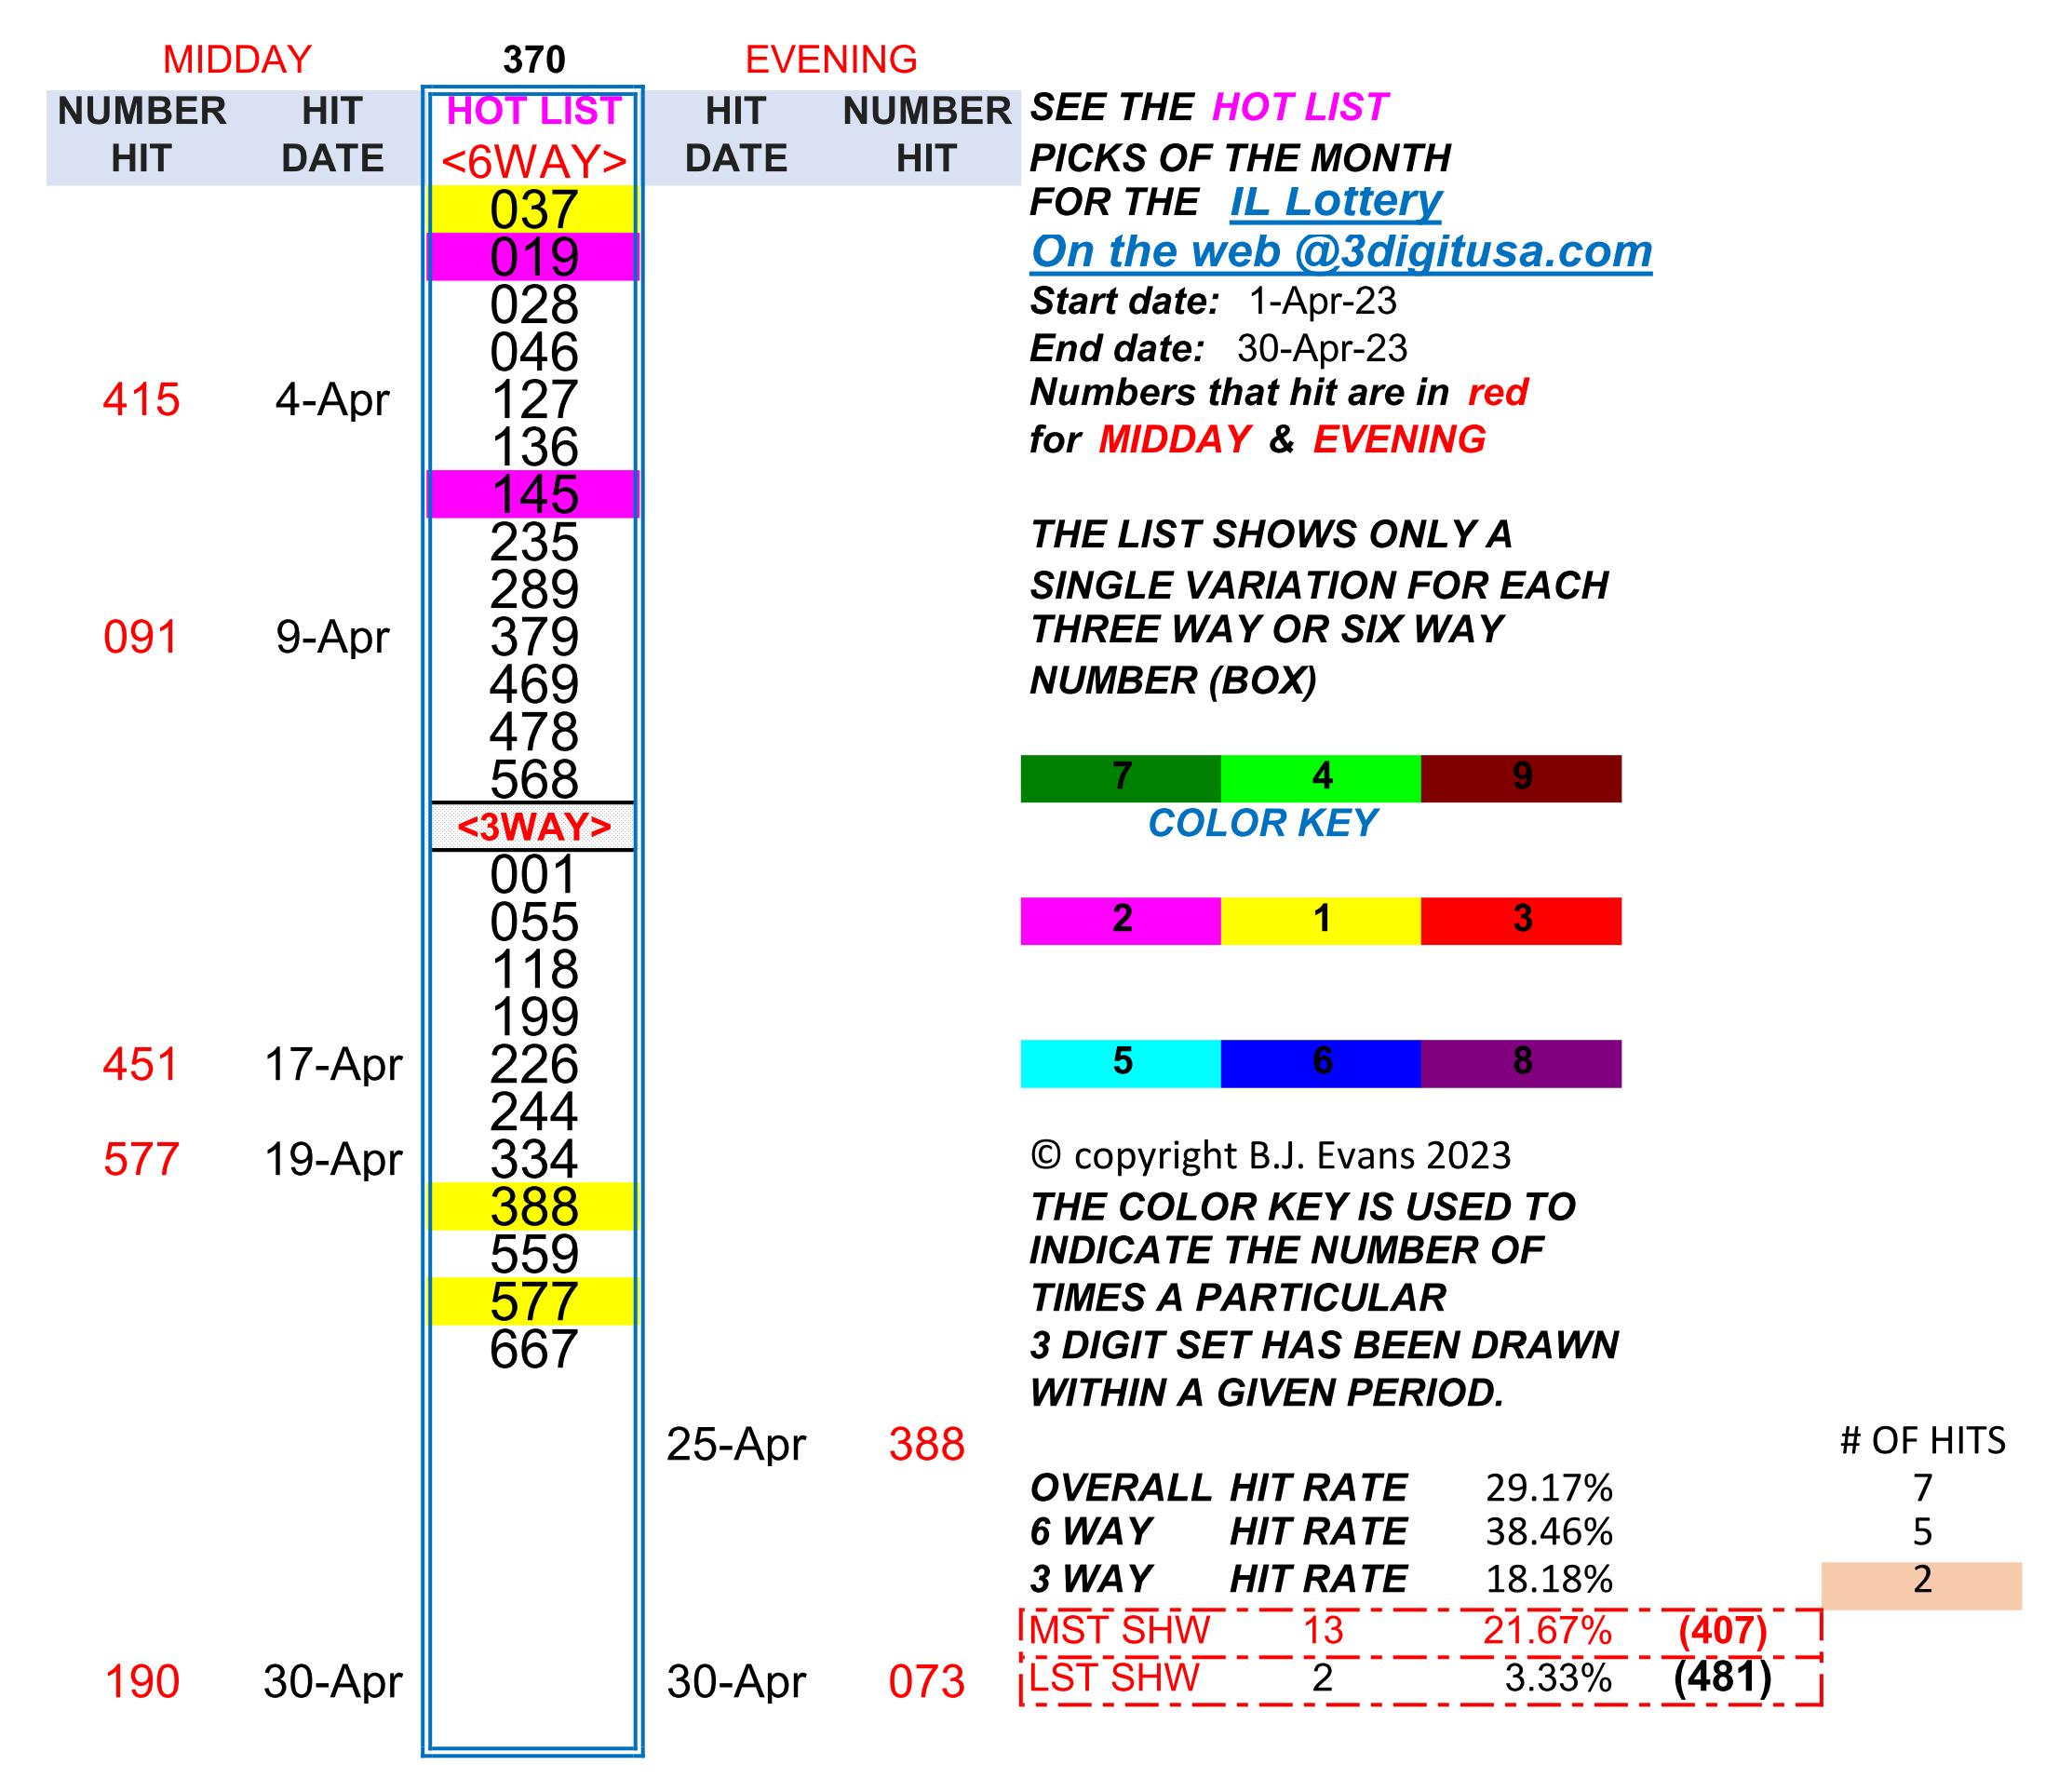 MIDDAY 370 EVENING
NUMBER HIT HOT LIST HIT NUMBER SEE THE HOT LIST
HIT DATE <6WAY> DATE HIT PICKS OF THE MONTH
037 FOR THE IL Lottery
019 On the web @3digitusa.com
028 Start date: 1-Apr-23
046 End date: 30-Apr-23
415 4-Apr 127 Numbers that hit are in red
136 for MIDDAY & EVENING
145
235 THE LIST SHOWS ONLY A
289 SINGLE VARIATION FOR EACH
091 9-Apr 379 THREE WAY OR SIX WAY
469 NUMBER (BOX)
478
568 7 4 9
<3WAY> COLOR KEY
001
055 2 1 3
118
199
451 17-Apr 226 5 6 8
244
577 19-Apr 334 © copyright B.J. Evans 2023
388 THE COLOR KEY IS USED TO
559 INDICATE THE NUMBER OF
577 TIMES A PARTICULAR
667 3 DIGIT SET HAS BEEN DRAWN
WITHIN A GIVEN PERIOD.
25-Apr 388 # OF HITS
OVERALL HIT RATE 29.17% 7
6 WAY HIT RATE 38.46% 5
3 WAY HIT RATE 18.18% 2
MST SHW 13 21.67% (407)
190 30-Apr 30-Apr 073 LST SHW 2 3.33% (481)